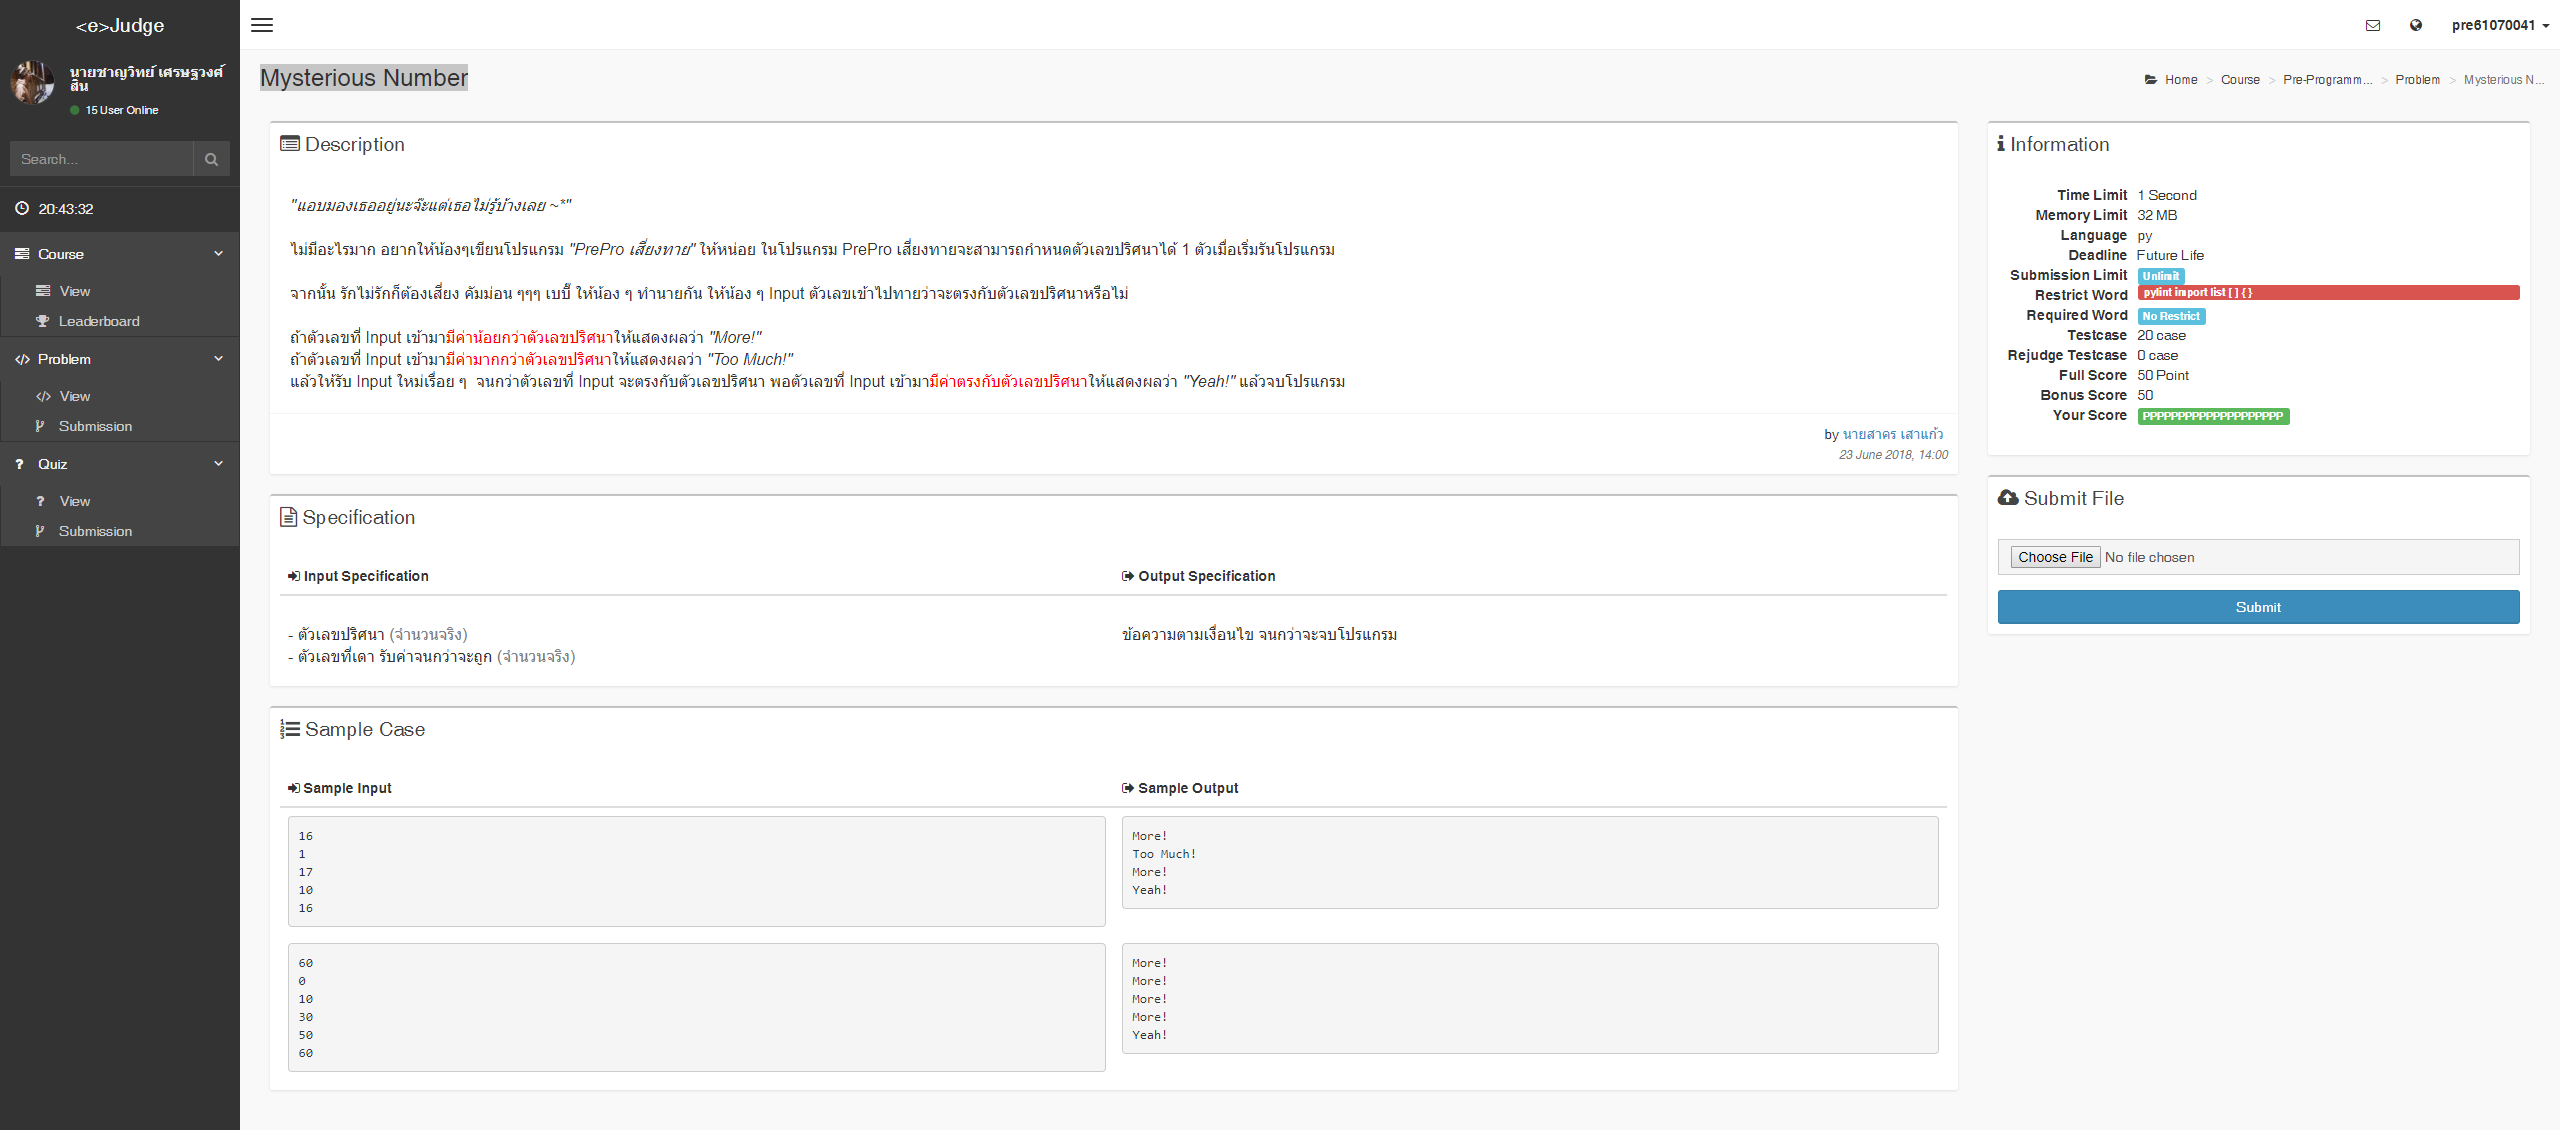 <e>Judge
นายชาญวิทย์ เศรษฐวงศ์
สิน
15 User Online
Search...
20:43:32
Course
View
Leaderboard
Problem
View
Submission
Quiz
View
Submission
pre61070041
Mysterious Number
Home > Course > Pre-Programm... > Problem > Mysterious N...
Description
"แอบมองเธออยู่นะจ๊ะแต่เธอไม่รู้บ้างเลย ~*"
ไม่มีอะไรมาก อยากให้น้องๆเขียนโปรแกรม "PrePro เสี่ยงทาย" ให้หน่อย ในโปรแกรม PrePro เสี่ยงทายจะสามารถกำหนดตัวเลขปริศนาได้ 1 ตัวเมื่อเริ่มรันโปรแกรม
จากนั้น รักไม่รักก็ต้องเสี่ยง คัมม่อน ๆๆๆ เบบี๊ ให้น้อง ๆ ทำนายกัน ให้น้อง ๆ Input ตัวเลขเข้าไปทายว่าจะตรงกับตัวเลขปริศนาหรือไม่
ถ้าตัวเลขที่ Input เข้ามามีค่าน้อยกว่าตัวเลขปริศนาให้แสดงผลว่า "More!"
ถ้าตัวเลขที่ Input เข้ามามีค่ามากกว่าตัวเลขปริศนาให้แสดงผลว่า "Too Much!"
แล้วให้รับ Input ใหม่เรื่อย ๆ จนกว่าตัวเลขที่ Input จะตรงกับตัวเลขปริศนา พอตัวเลขที่ Input เข้ามามีค่าตรงกับตัวเลขปริศนาให้แสดงผลว่า "Yeah!" แล้วจบโปรแกรม
by นายสาคร เสาแก้ว
23 June 2018, 14:00
Specification
Input Specification
- ตัวเลขปริศนา (จำนวนจริง)
- ตัวเลขที่เดา รับค่าจนกว่าจะถูก (จำนวนจริง)
Output Specification
ข้อความตามเงื่อนไข จนกว่าจะจบโปรแกรม
Sample Case
Sample Input
Sample Output
16
1
17
10
16
More!
Too Much!
More!
Yeah!
60
0
10
30
50
60
More!
More!
More!
More!
Yeah!
Information
Time Limit 1 Second
Memory Limit 32 MB
Language py
Deadline Future Life
Submission Limit Unlimit
Restrict Word pylint import list [ ] { }
Required Word No Restrict
Testcase 20 case
Rejudge Testcase 0 case
Full Score 50 Point
Bonus Score 50
Your Score PPPPPPPPPPPPPPPPPPPP
Submit File
Choose File No file chosen
Submit